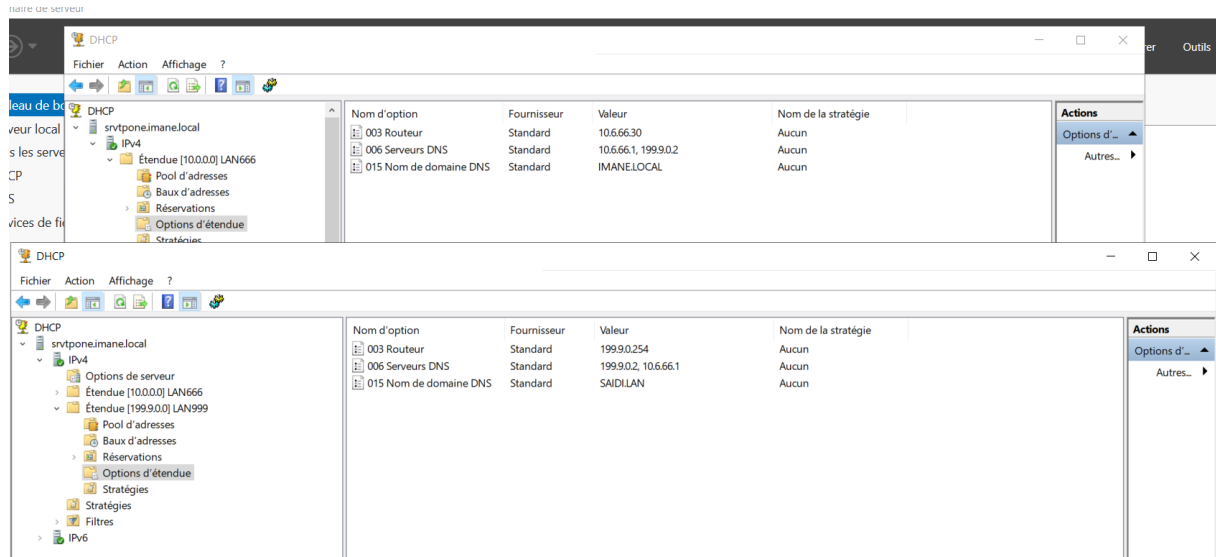 naire de serveur
DHCP
rer Outils
Fichier Action Affichage ?
leau de bo
veur local
s les serve
CP
S
vices de fi
DHCP
srvtpone.imane.local
IPv4
Étendue [10.0.0.0] LAN666
Pool d'adresses
Baux d'adresses
Réservations
Options d'étendue
Stratégies
Nom d'option Fournisseur Valeur Nom de la stratégie
003 Routeur Standard 10.6.66.30 Aucun
006 Serveurs DNS Standard 10.6.66.1, 199.9.0.2 Aucun
015 Nom de domaine DNS Standard IMANE.LOCAL Aucun
Actions
Options d'...
Autres...
DHCP
Fichier Action Affichage ?
DHCP
srvtpone.imane.local
IPv4
Options de serveur
Étendue [10.0.0.0] LAN666
Étendue [199.9.0.0] LAN999
Pool d'adresses
Baux d'adresses
Réservations
Options d'étendue
Stratégies
Stratégies
Filtres
IPv6
Nom d'option Fournisseur Valeur Nom de la stratégie
003 Routeur Standard 199.9.0.254 Aucun
006 Serveurs DNS Standard 199.9.0.2, 10.6.66.1 Aucun
015 Nom de domaine DNS Standard SAIDI.LAN Aucun
Actions
Options d'...
Autres...